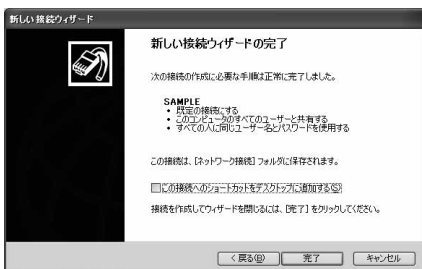 新しい接続ウィザード
新しい接続ウィザードの完了
次の接続の作成に必要な手順は正常に完了しました。
SAMPLE
• 既定の接続にする
• このコンピュータのすべてのユーザーと共有する
• すべての人に同じユーザー名とパスワードを使用する
この接続は、[ネットワーク接続] フォルダに保存されます。
この接続へのショートカットをデスクトップに追加する(S)
接続を作成してウィザードを閉じるには、[完了] をクリックしてください。
< 戻る(B) 完了 キャンセル